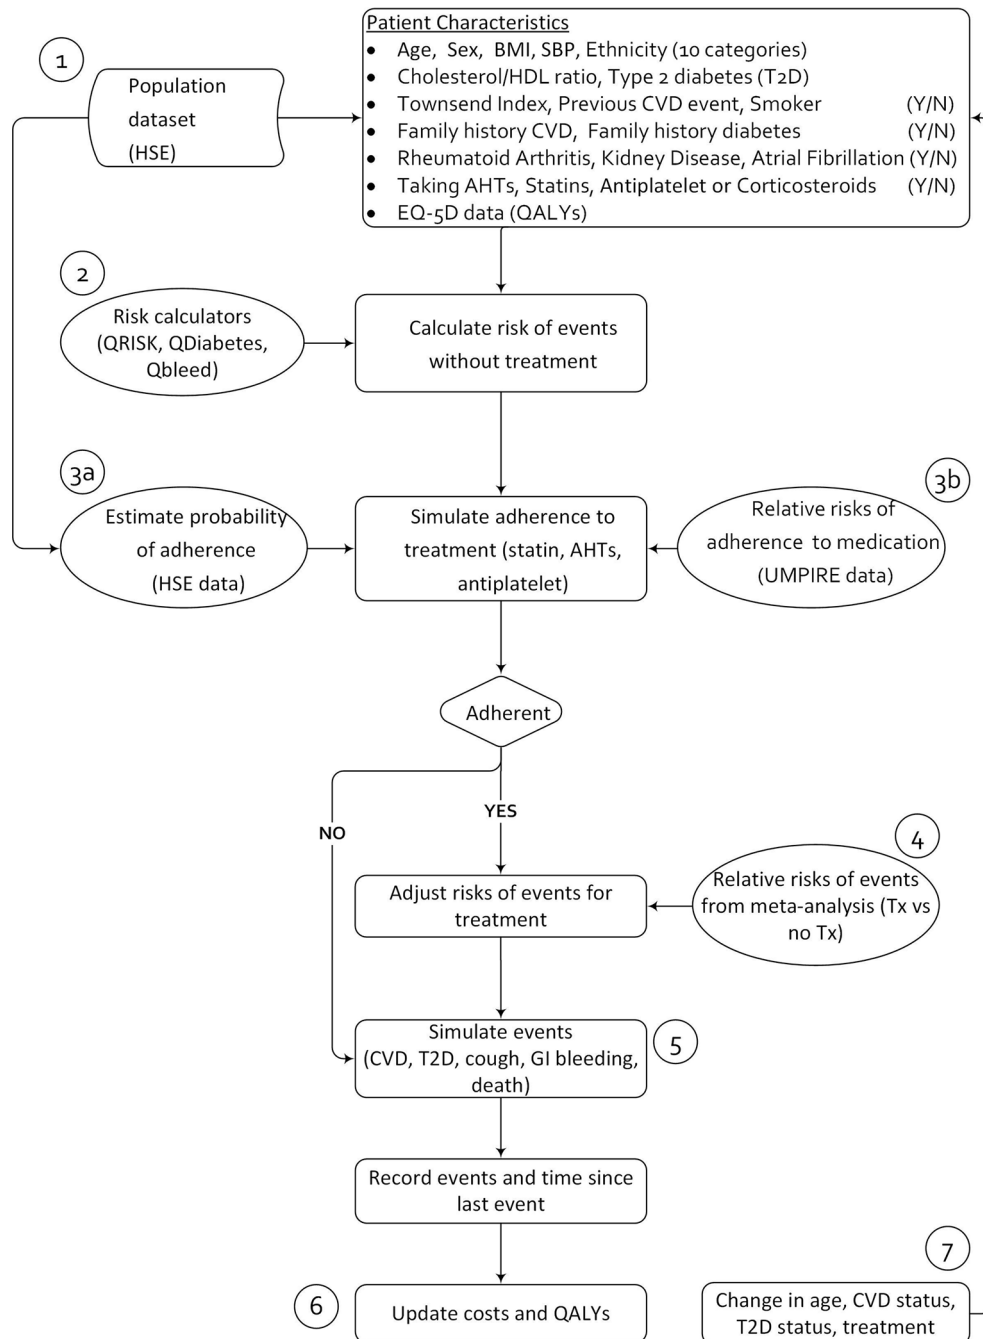 1
Population
dataset
(HSE)
Patient Characteristics
• Age, Sex, BMI, SBP, Ethnicity (10 categories)
• Cholesterol/HDL ratio, Type 2 diabetes (T2D)
• Townsend Index, Previous CVD event, Smoker (Y/N)
• Family history CVD, Family history diabetes (Y/N)
• Rheumatoid Arthritis, Kidney Disease, Atrial Fibrillation (Y/N)
• Taking AHTs, Statins, Antiplatelet or Corticosteroids (Y/N)
• EQ-5D data (QALYs)
2
Risk calculators
(QRISK, QDiabetes,
Qbleed)
Calculate risk of events
without treatment
3a
Estimate probability
of adherence
(HSE data)
Simulate adherence to
treatment (statin, AHTs,
antiplatelet)
3b
Relative risks of
adherence to medication
(UMPIRE data)
Adherent
NO
YES
4
Adjust risks of events for
treatment
Relative risks of events
from meta-analysis (Tx vs
no Tx)
Simulate events
(CVD, T2D, cough, GI bleeding,
death)
5
Record events and time since
last event
6
Update costs and QALYs
7
Change in age, CVD status,
T2D status, treatment